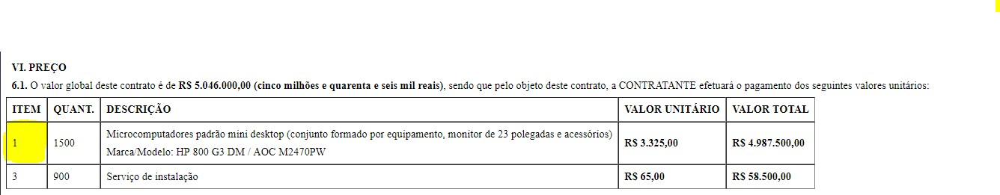 VI. PREÇO
6.1. O valor global deste contrato é de R$ 5.046.000,00 (cinco milhões e quarenta e seis mil reais), sendo que pelo objeto deste contrato, a CONTRATANTE efetuará o pagamento dos seguintes valores unitários:
ITEM QUANT. DESCRIÇÃO VALOR UNITÁRIO VALOR TOTAL
1 1500 Microcomputadores padrão mini desktop (conjunto formado por equipamento, monitor de 23 polegadas e acessórios) R$ 3.325,00 R$ 4.987.500,00
Marca/Modelo: HP 800 G3 DM / AOC M2470PW
3 900 Serviço de instalação R$ 65,00 R$ 58.500,00